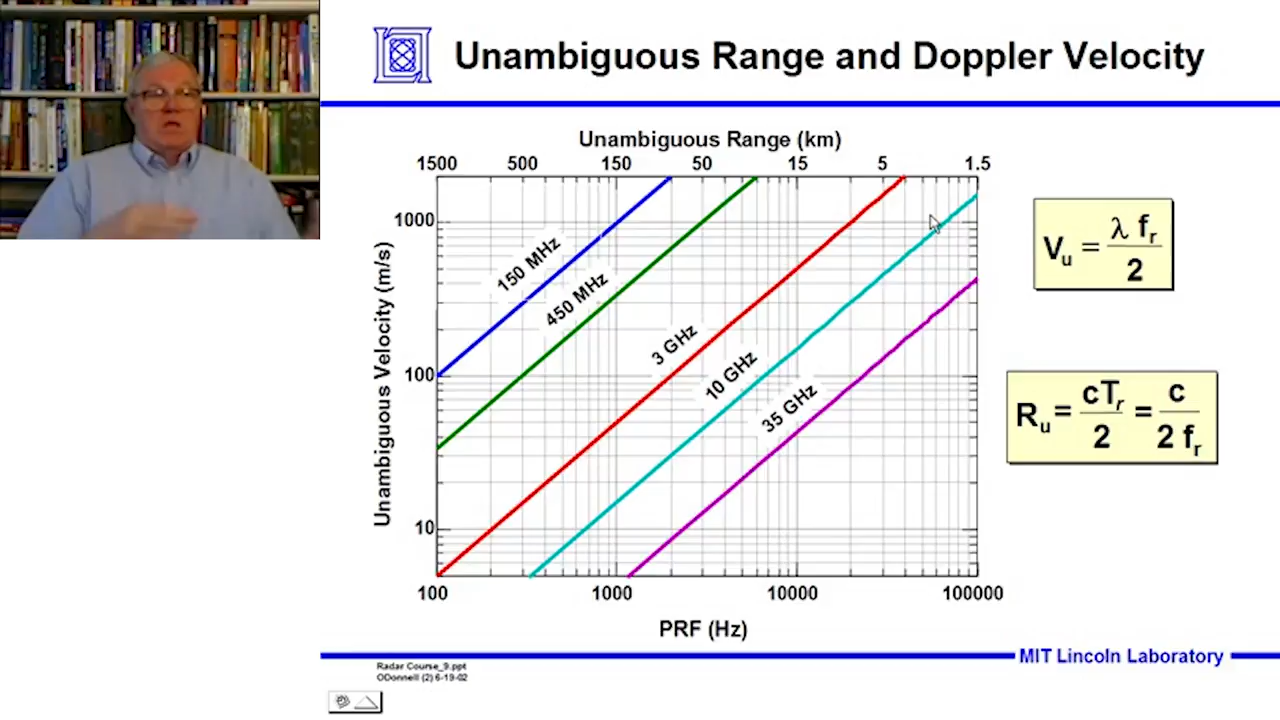 Unambiguous Range and Doppler Velocity
Unambiguous Range (km)
1500 500 150 50 15 5 1.5
1000
100
10
Unambiguous Velocity (m/s)
150 MHz
450 MHz
3 GHz
10 GHz
35 GHz
100 1000 10000 100000
PRF (Hz)
Vu = λ fr / 2
Ru = cTr / 2 = c / 2 fr
MIT Lincoln Laboratory
Radar Course_9.ppt
ODonnell (2) 6-19-02